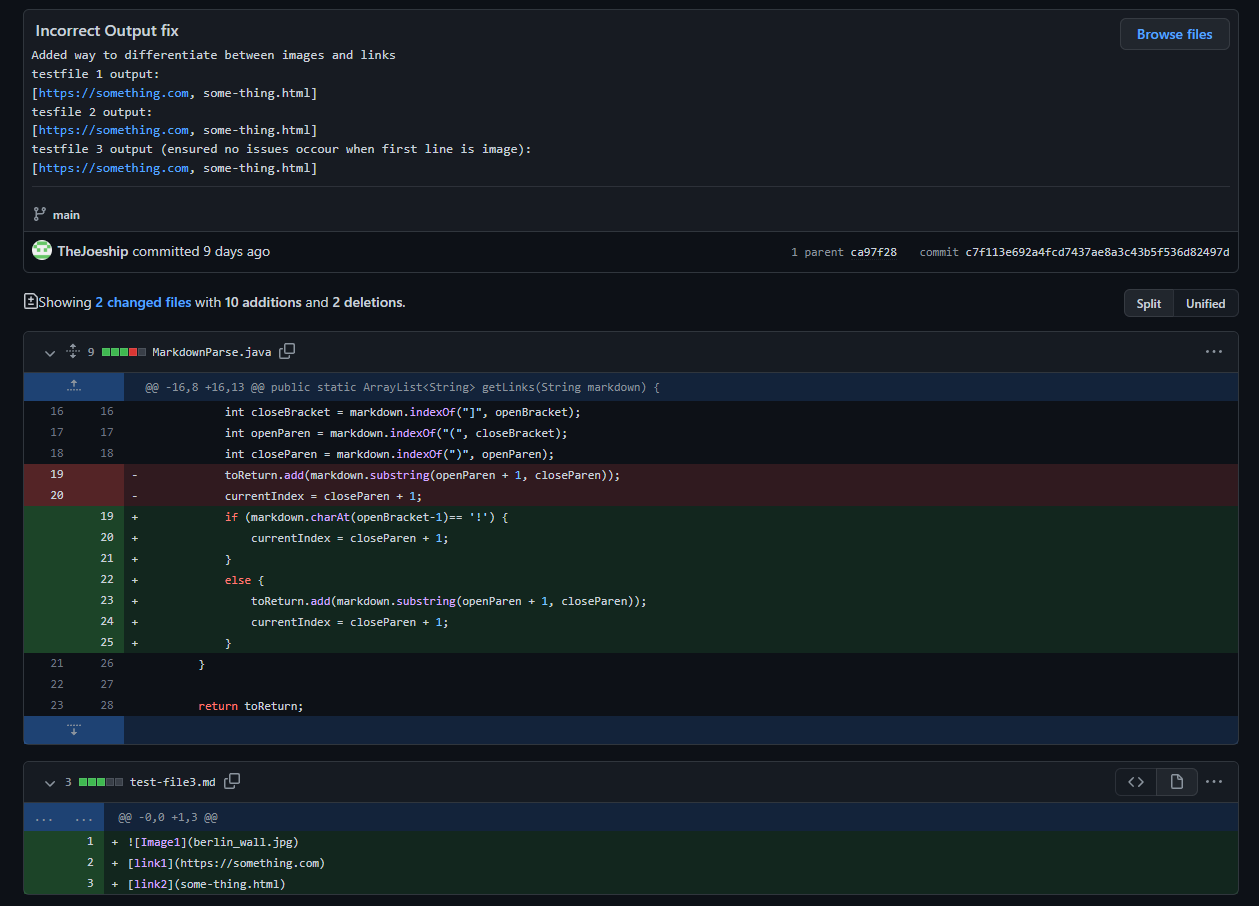 Incorrect Output fix
Browse files
Added way to differentiate between images and links
testfile 1 output:
[https://something.com, some-thing.html]
tesfile 2 output:
[https://something.com, some-thing.html]
testfile 3 output (ensured no issues occour when first line is image):
[https://something.com, some-thing.html]
main
TheJoeship committed 9 days ago 1 parent ca97f28 commit c7f113e692a4fcd7437ae8a3c43b5f536d82497d
Showing 2 changed files with 10 additions and 2 deletions. Split Unified
9 MarkdownParse.java ...
@@ -16,8 +16,13 @@ public static ArrayList<String> getLinks(String markdown) {
16 16 int closeBracket = markdown.indexOf("]", openBracket);
17 17 int openParen = markdown.indexOf("(", closeBracket);
18 18 int closeParen = markdown.indexOf(")", openParen);
19 - toReturn.add(markdown.substring(openParen + 1, closeParen));
20 - currentIndex = closeParen + 1;
19 + if (markdown.charAt(openBracket-1)== '!') {
20 + currentIndex = closeParen + 1;
21 + }
22 + else {
23 + toReturn.add(markdown.substring(openParen + 1, closeParen));
24 + currentIndex = closeParen + 1;
25 + }
21 26 }
22 27
23 28 return toReturn;
3 test-file3.md <> ...
... ... @@ -0,0 +1,3 @@
1 + ![Image1](berlin_wall.jpg)
2 + [link1](https://something.com)
3 + [link2](some-thing.html)